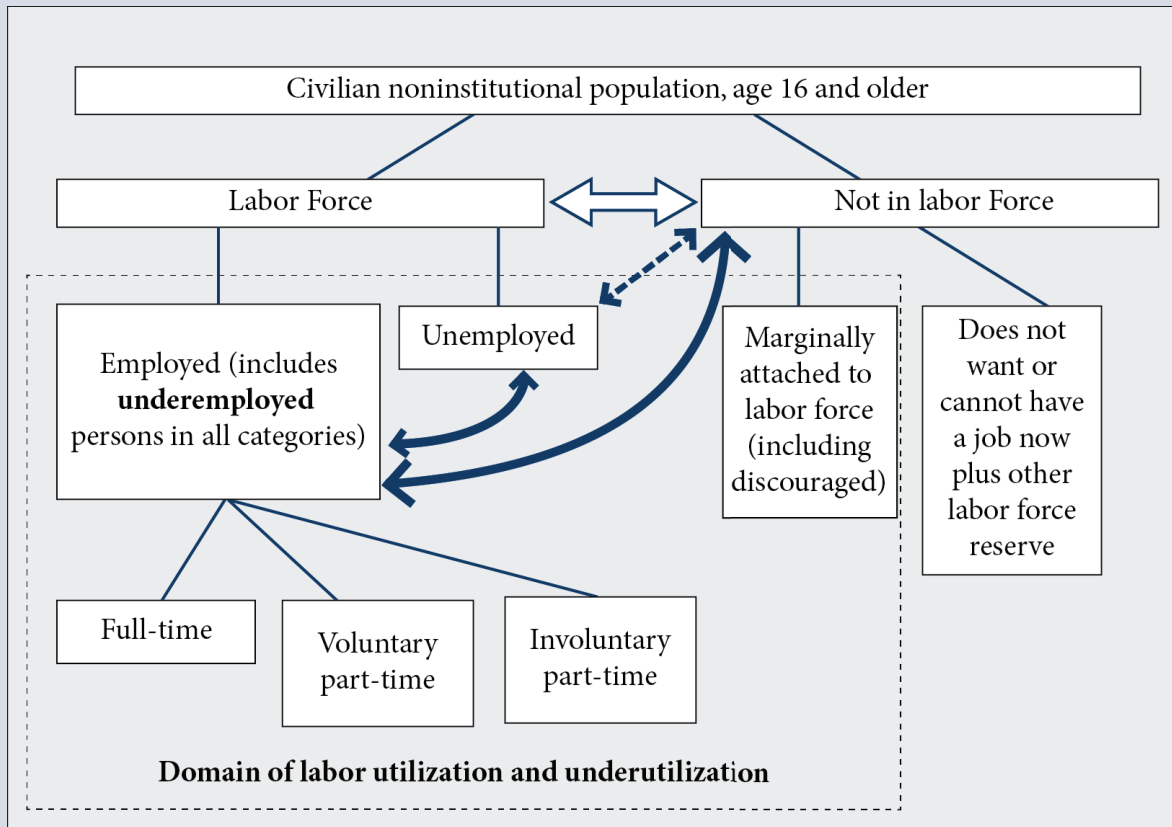 Civilian noninstitutional population, age 16 and older
Labor Force
Not in labor Force
Employed (includes
underemployed
persons in all categories)
Unemployed
Marginally
attached to
labor force
(including
discouraged)
Does not
want or
cannot have
a job now
plus other
labor force
reserve
Full-time
Voluntary
part-time
Involuntary
part-time
Domain of labor utilization and underutilization